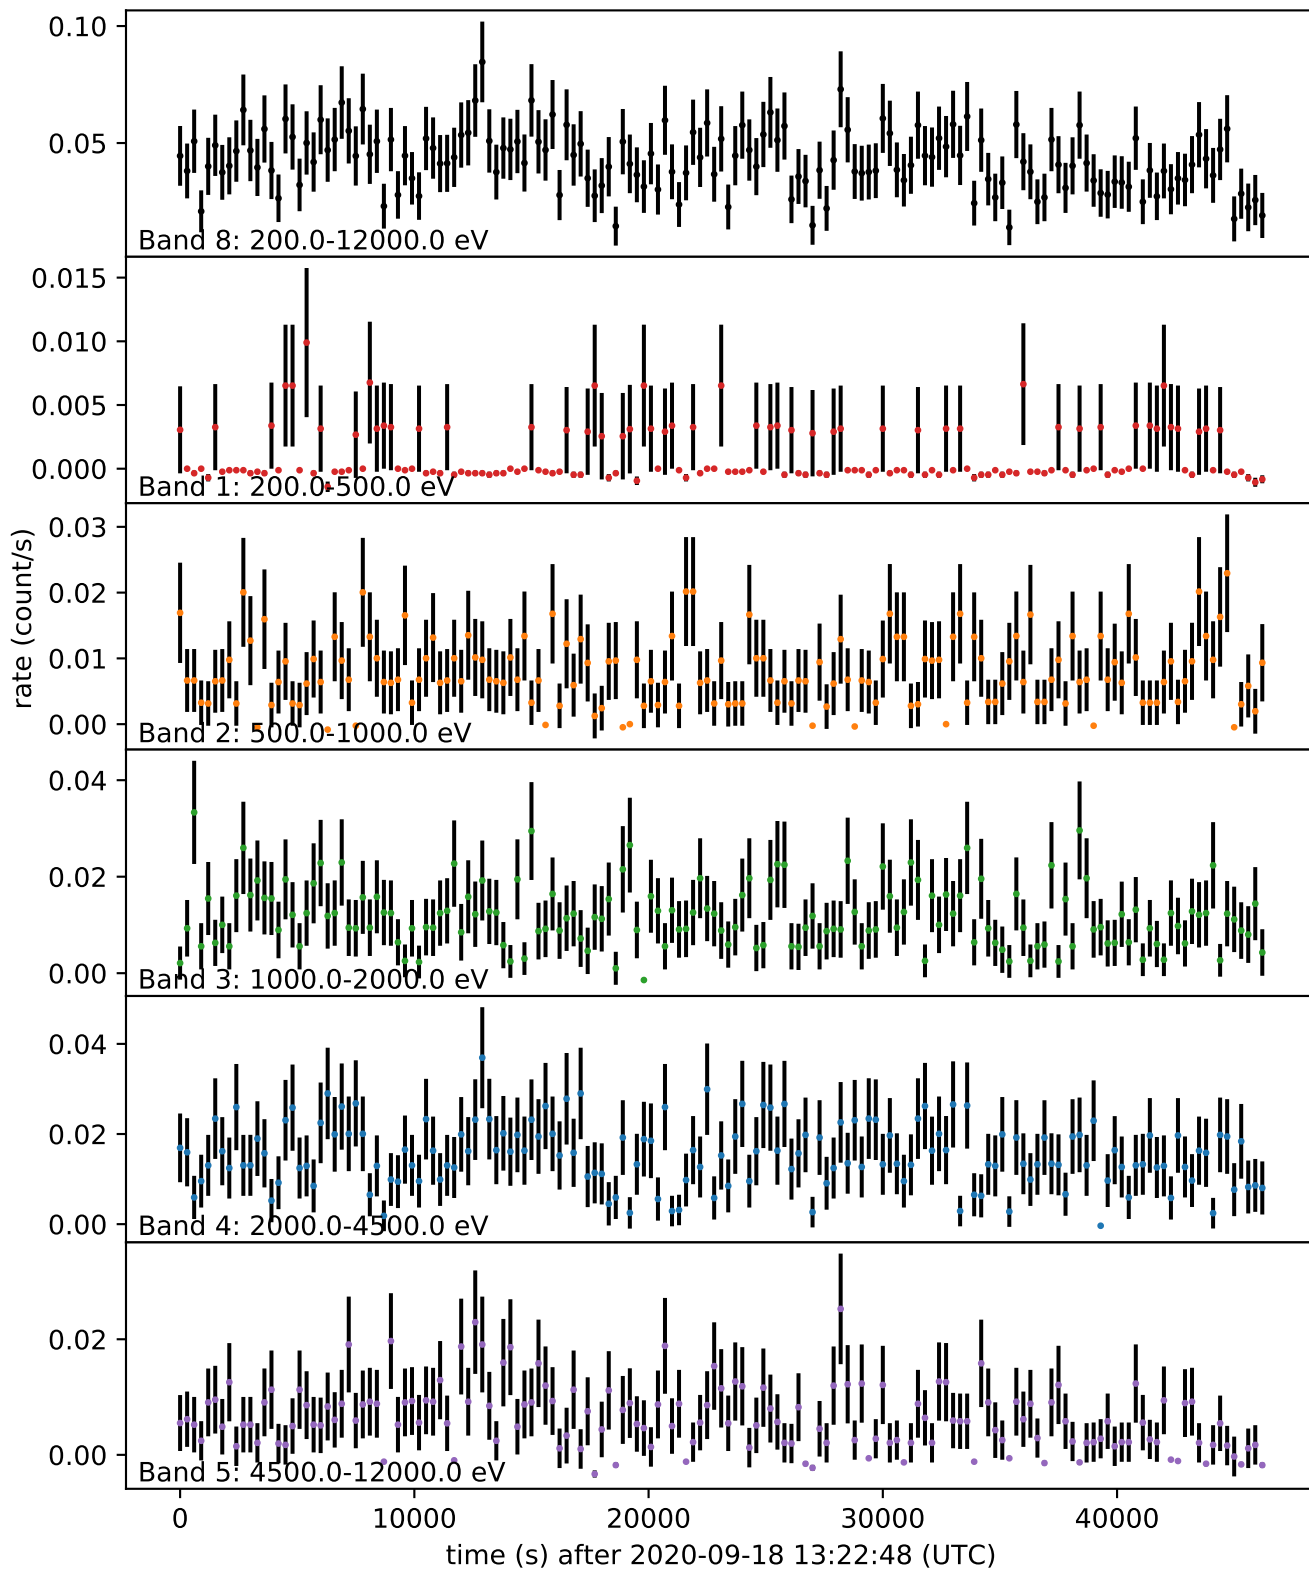 0.10
0.05
Band 8: 200.0-12000.0 eV
0.015
0.010
0.005
0.000
Band 1: 200.0-500.0 eV
0.03
0.02
0.01
0.00
Band 2: 500.0-1000.0 eV
rate (count/s)
0.04
0.02
0.00
Band 3: 1000.0-2000.0 eV
0.04
0.02
0.00
Band 4: 2000.0-4500.0 eV
0.02
0.00
Band 5: 4500.0-12000.0 eV
0 10000 20000 30000 40000
time (s) after 2020-09-18 13:22:48 (UTC)